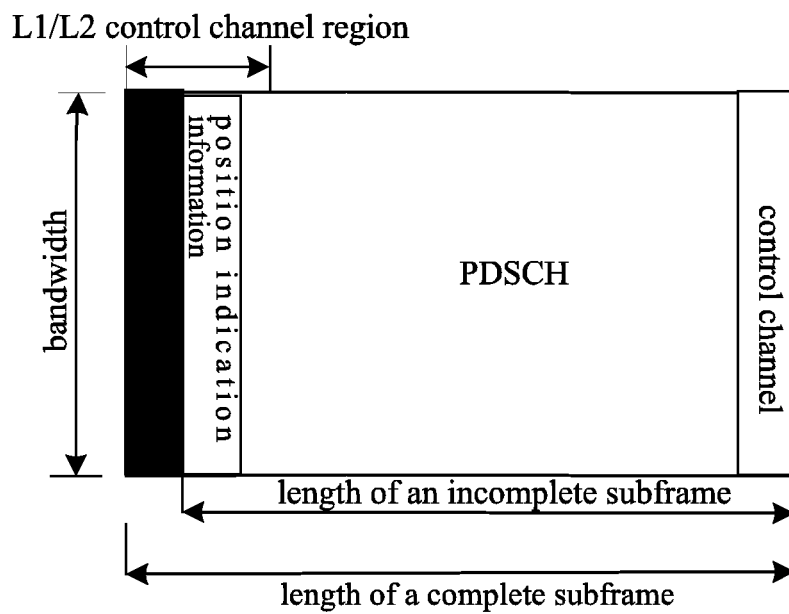 L1/L2 control channel region
bandwidth
position indication
information
PDSCH
control channel
length of an incomplete subframe
length of a complete subframe